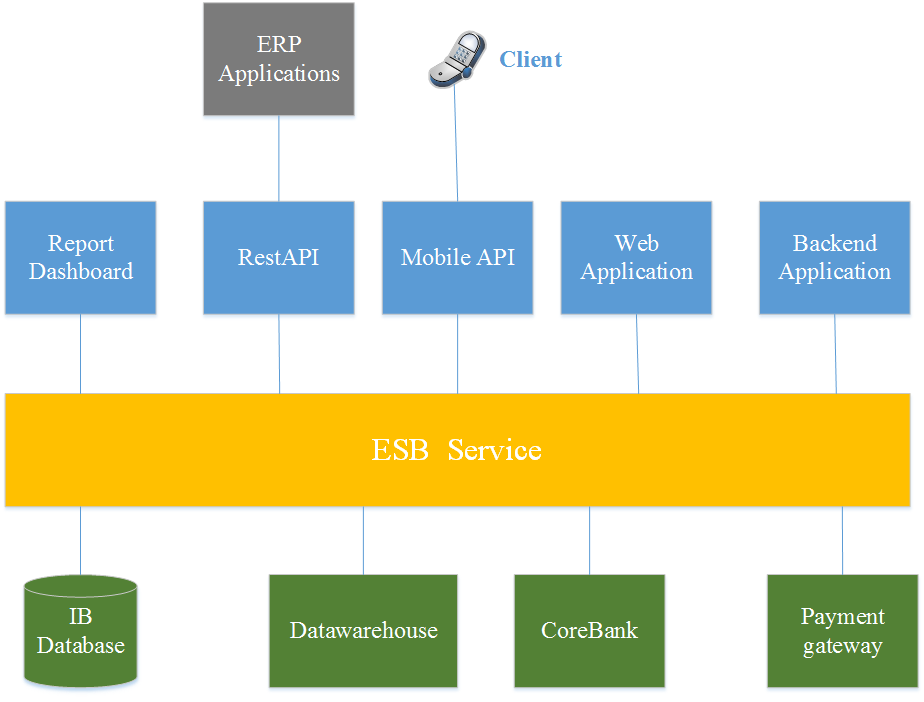 ERP
Applications
Client
Report
Dashboard
RestAPI
Mobile API
Web
Application
Backend
Application
ESB Service
IB
Database
Datawarehouse
CoreBank
Payment
gateway